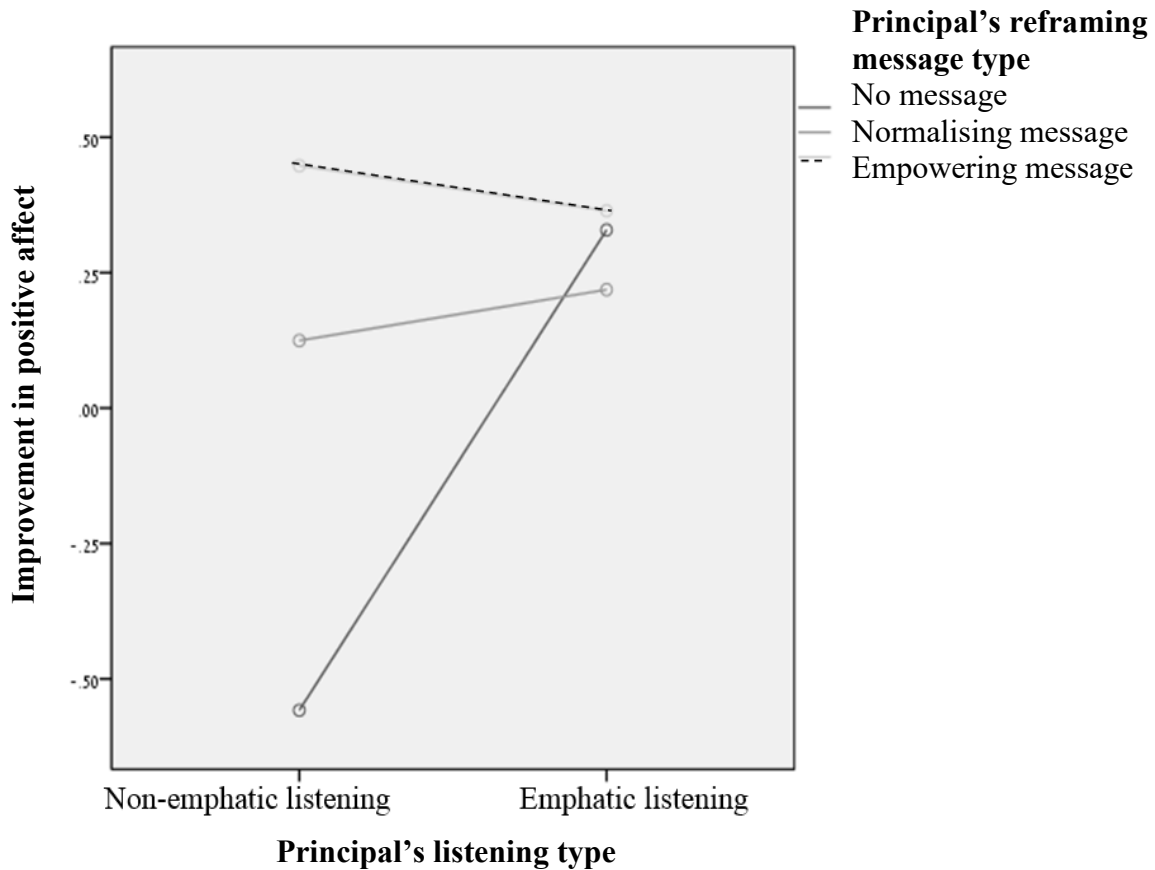 Principal’s reframing
message type
No message
Normalising message
Empowering message
Improvement in positive affect
.50
.25
.00
-.25
-.50
Non-emphatic listening
Emphatic listening
Principal’s listening type